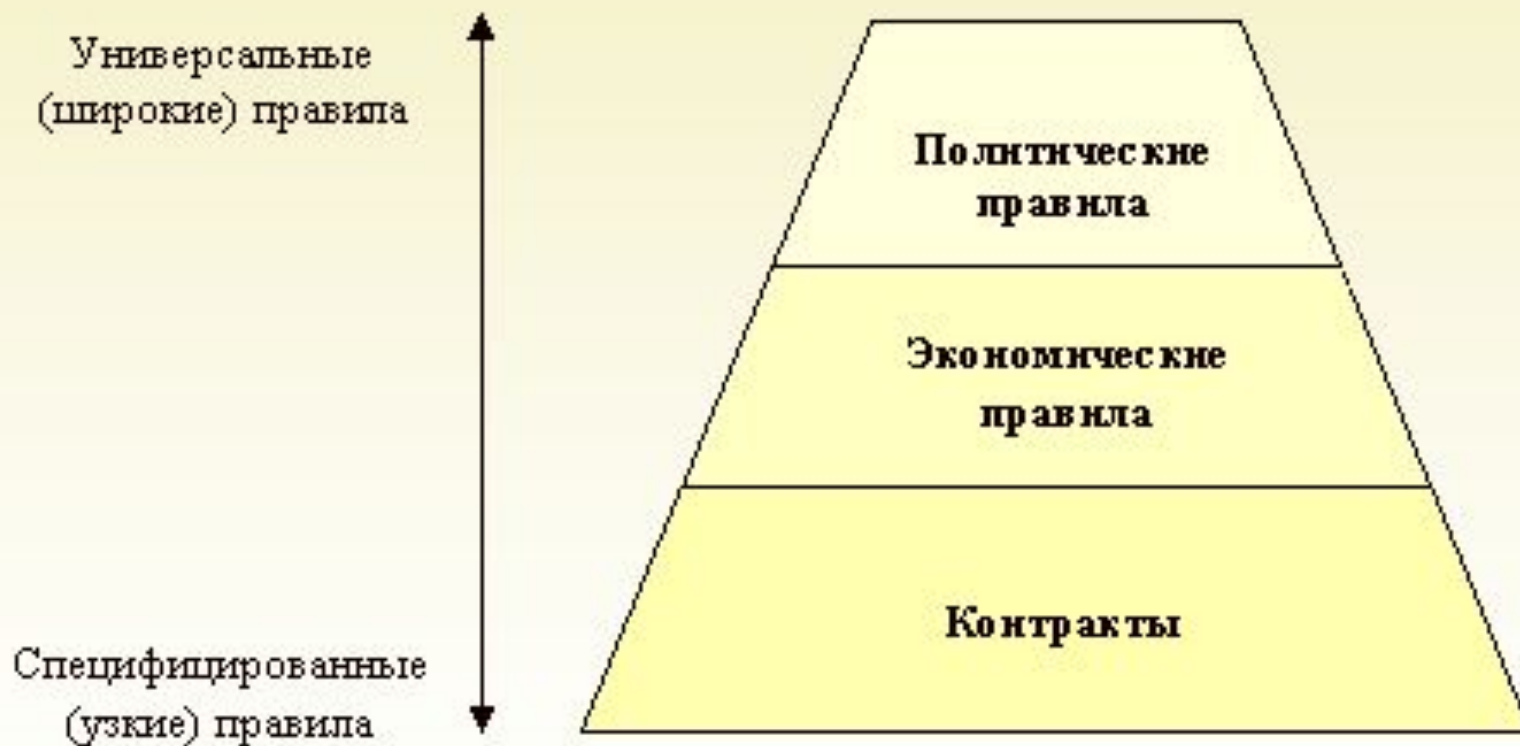 Универсальные
(широкие) правила
Политические
правила
Экономические
правила
Контракты
Специфицированные
(узкие) правила